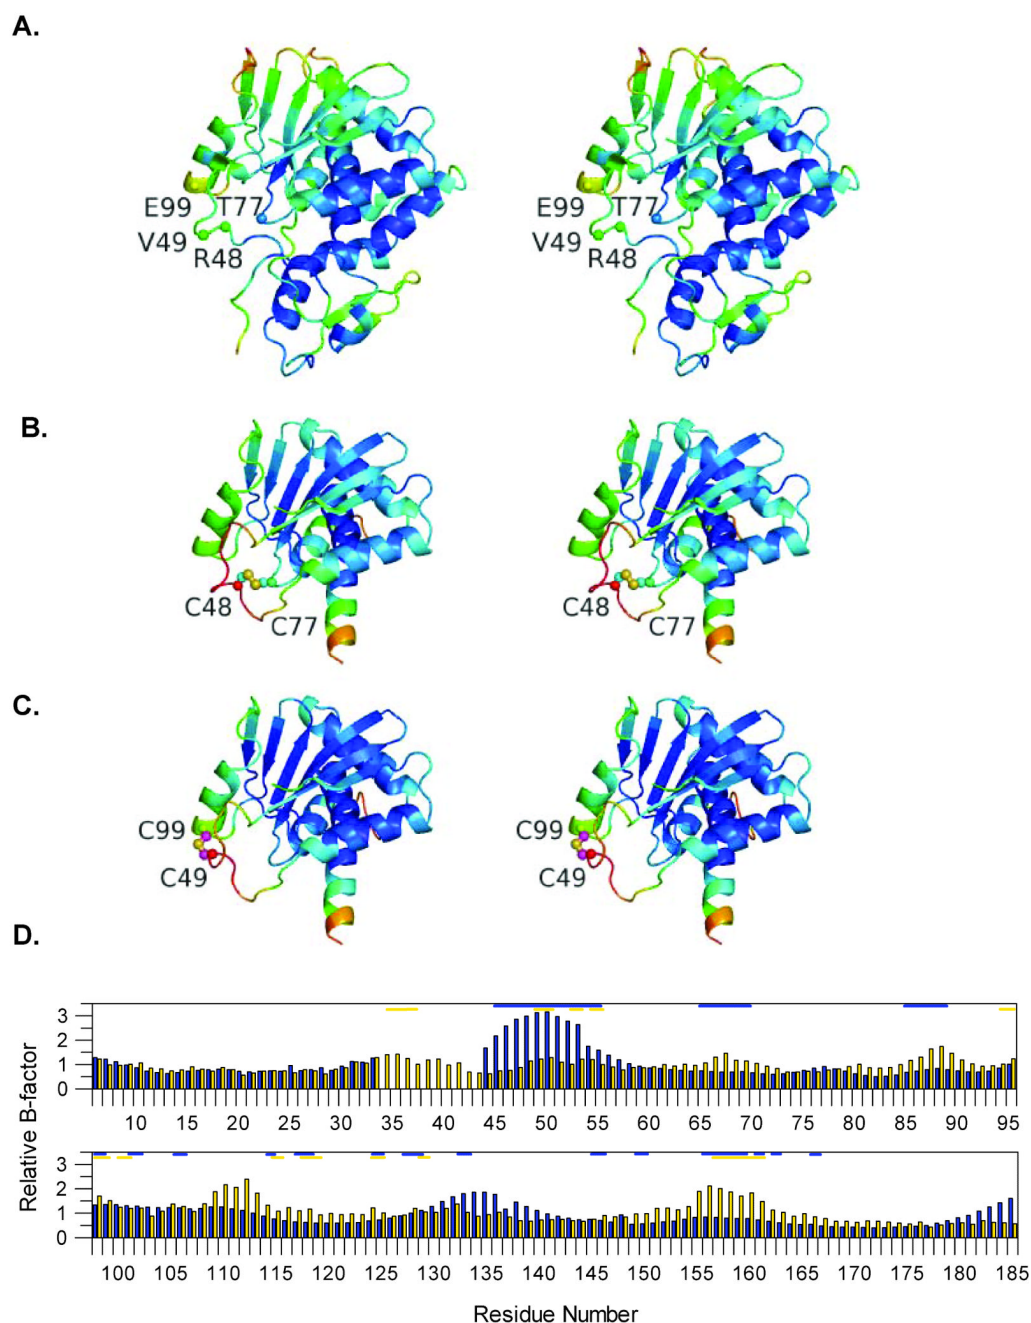 A.
E99 T77 E99 T77
V49 R48 V49 R48
B.
C48 C77 C48 C77
C.
C99 C99
C49 C49
D.
Relative B-factor
3
2
1
0
10 15 20 25 30 35 40 45 50 55 60 65 70 75 80 85 90 95
3
2
1
0
100 105 110 115 120 125 130 135 140 145 150 155 160 165 170 175 180 185
Residue Number